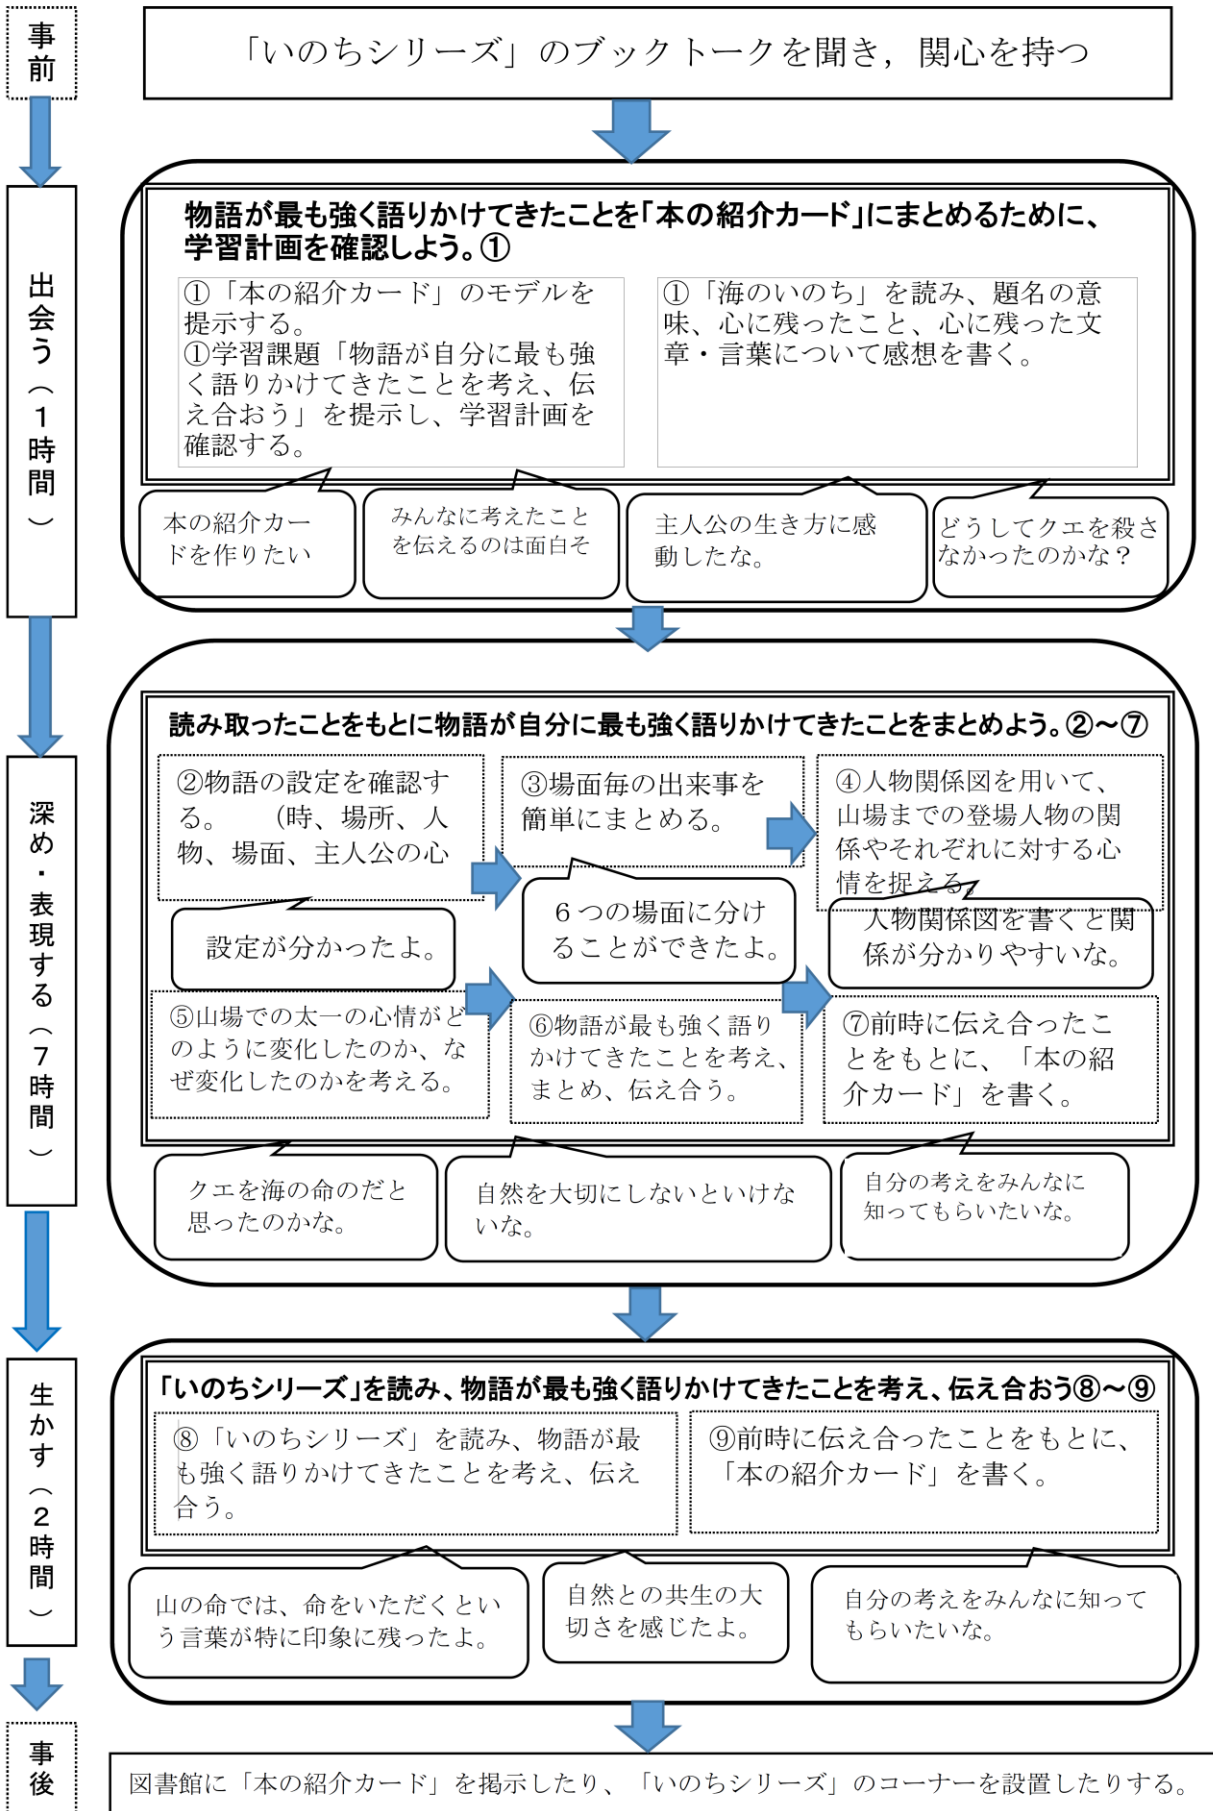 事前
「いのちシリーズ」のブックトークを聞き，関心を持つ
出会う（1時間）
物語が最も強く語りかけてきたことを「本の紹介カード」にまとめるために、
学習計画を確認しよう。①
①「本の紹介カード」のモデルを
提示する。
①学習課題「物語が自分に最も強
く語りかけてきたことを考え、伝
え合おう」を提示し、学習計画を
確認する。
①「海のいのち」を読み、題名の意
味、心に残ったこと、心に残った文
章・言葉について感想を書く。
本の紹介カー
ドを作りたい
みんなに考えたこと
を伝えるのは面白そ
主人公の生き方に感
動したな。
どうしてクエを殺さ
なかったのかな？
深め・表現する（7時間）
読み取ったことをもとに物語が自分に最も強く語りかけてきたことをまとめよう。②～⑦
②物語の設定を確認す
る。　（時、場所、人
物、場面、主人公の心
③場面毎の出来事を
簡単にまとめる。
④人物関係図を用いて、
山場までの登場人物の関
係やそれぞれに対する心
情を捉える。
設定が分かったよ。
６つの場面に分け
ることができたよ。
人物関係図を書くと関
係が分かりやすいな。
⑤山場での太一の心情がど
のように変化したのか、な
ぜ変化したのかを考える。
⑥物語が最も強く語り
かけてきたことを考え、
まとめ、伝え合う。
⑦前時に伝え合ったこ
とをもとに、「本の紹
介カード」を書く。
クエを海の命のだと
思ったのかな。
自然を大切にしないといけな
いな。
自分の考えをみんなに
知ってもらいたいな。
生かす（2時間）
「いのちシリーズ」を読み、物語が最も強く語りかけてきたことを考え、伝え合おう⑧～⑨
⑧「いのちシリーズ」を読み、物語が最
も強く語りかけてきたことを考え、伝え
合う。
⑨前時に伝え合ったことをもとに、
「本の紹介カード」を書く。
山の命では、命をいただくとい
う言葉が特に印象に残ったよ。
自然との共生の大
切さを感じたよ。
自分の考えをみんなに知って
もらいたいな。
事後
図書館に「本の紹介カード」を掲示したり、「いのちシリーズ」のコーナーを設置したりする。